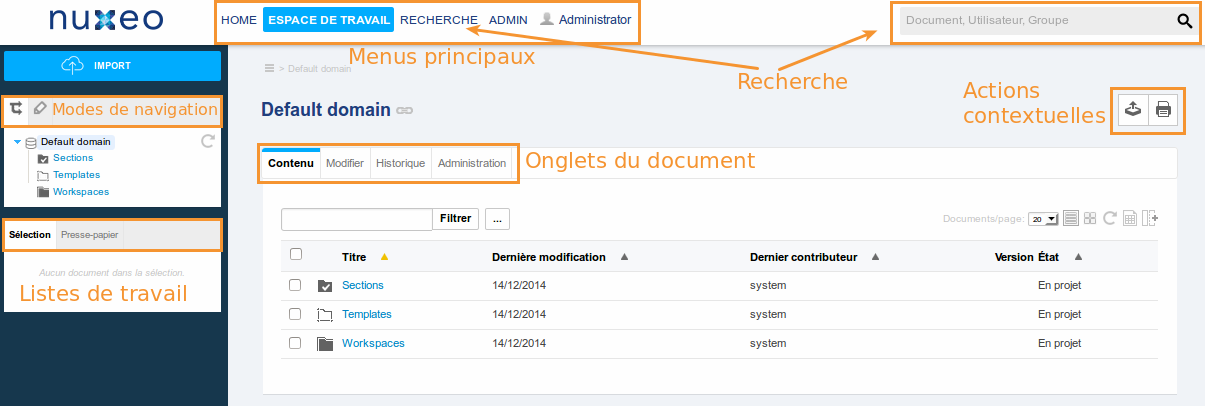 nuxeo
HOME ESPACE DE TRAVAIL RECHERCHE ADMIN Administrator
Document, Utilisateur, Groupe
Menus principaux
Recherche
IMPORT
> Default domain
Modes de navigation
Default domain
Actions
contextuelles
Default domain
Sections
Templates
Workspaces
Contenu Modifier Historique Administration
Onglets du document
Sélection Presse-papier
Filtrer ...
Documents/page: 20
Aucun document dans la sélection.
Listes de travail
Titre Dernière modification Dernier contributeur Version État
Sections 14/12/2014 system En projet
Templates 14/12/2014 system En projet
Workspaces 14/12/2014 system En projet